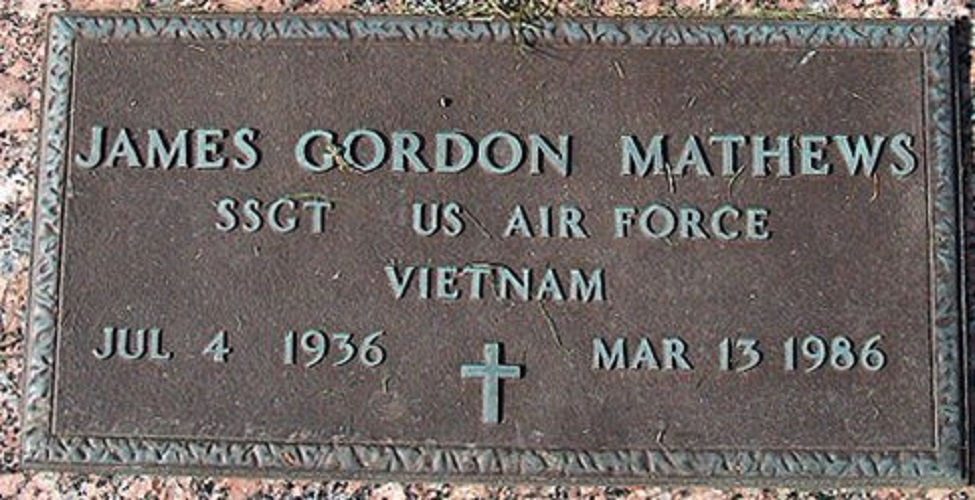 JAMES GORDON MATHEWS
SSGT US AIR FORCE
VIETNAM
JUL 4 1936 MAR 13 1986